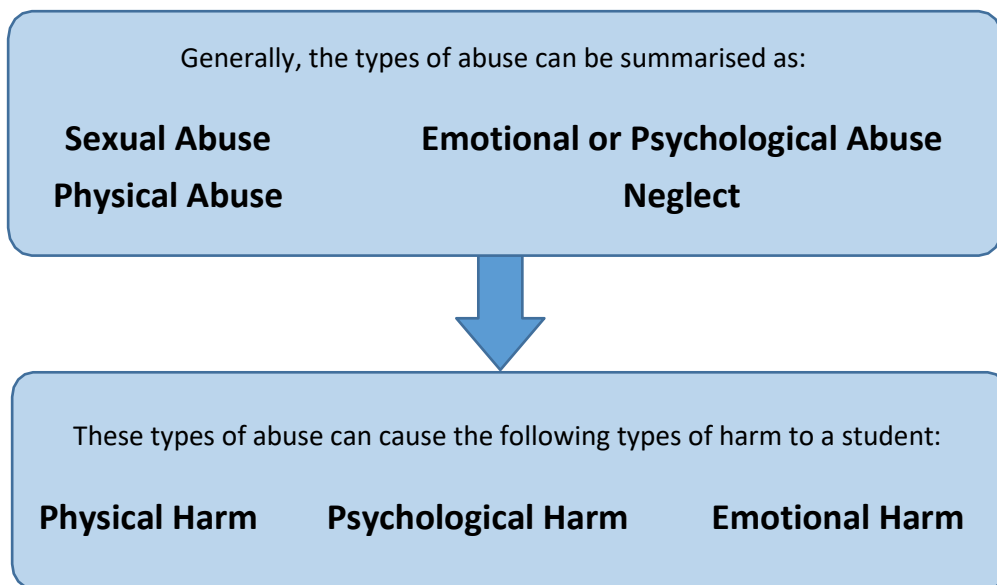 Generally, the types of abuse can be summarised as:
Sexual Abuse Emotional or Psychological Abuse
Physical Abuse Neglect
These types of abuse can cause the following types of harm to a student:
Physical Harm Psychological Harm Emotional Harm